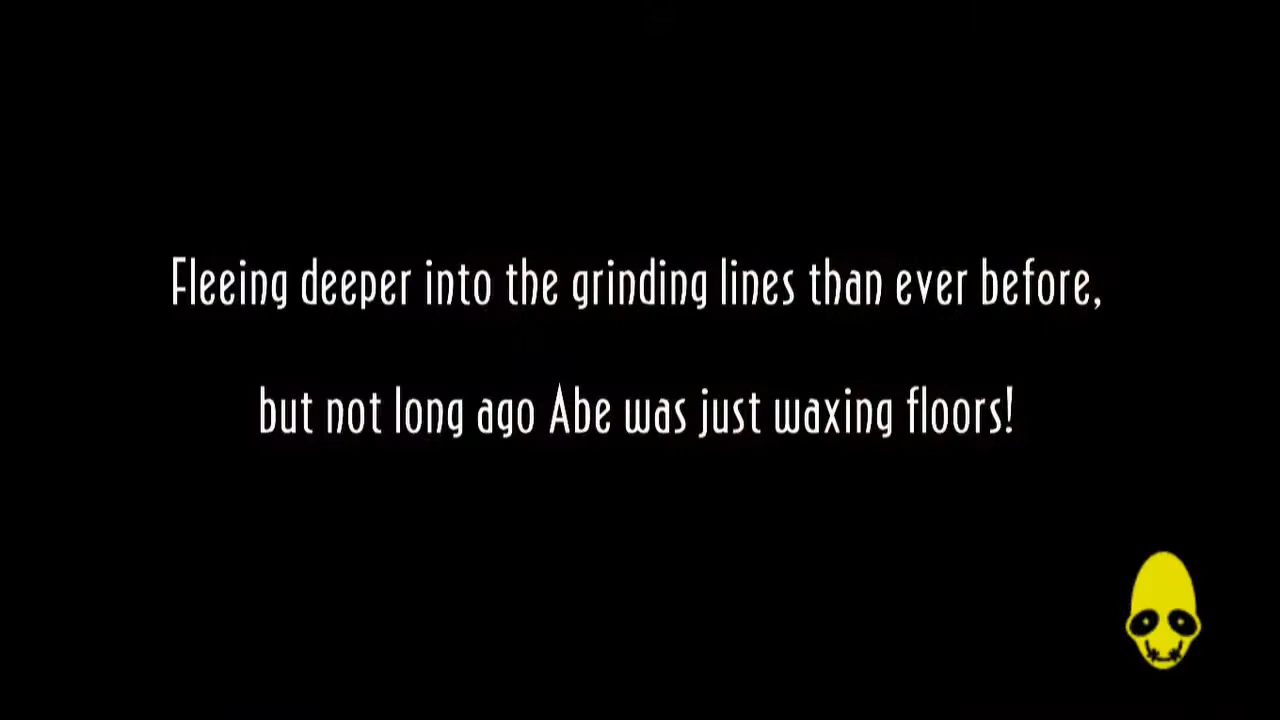 Fleeing deeper into the grinding lines than ever before,
but not long ago Abe was just waxing floors!